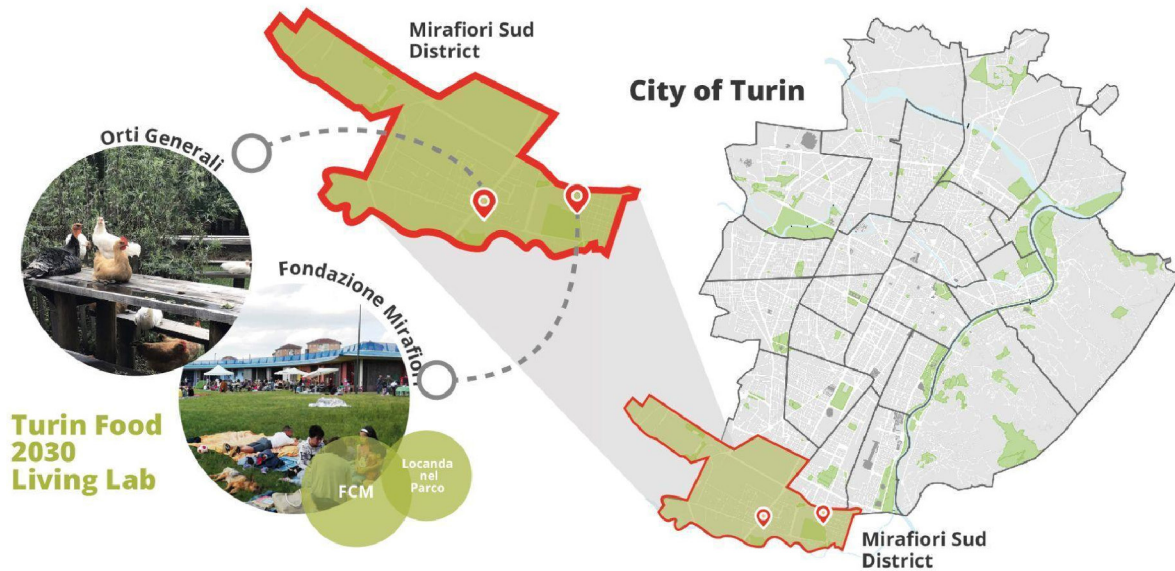 Mirafiori Sud
District
City of Turin
Orti Generali
Fondazione Mirafiori
Turin Food
2030
Living Lab
FCM
Locanda
nel
Parco
Mirafiori Sud
District